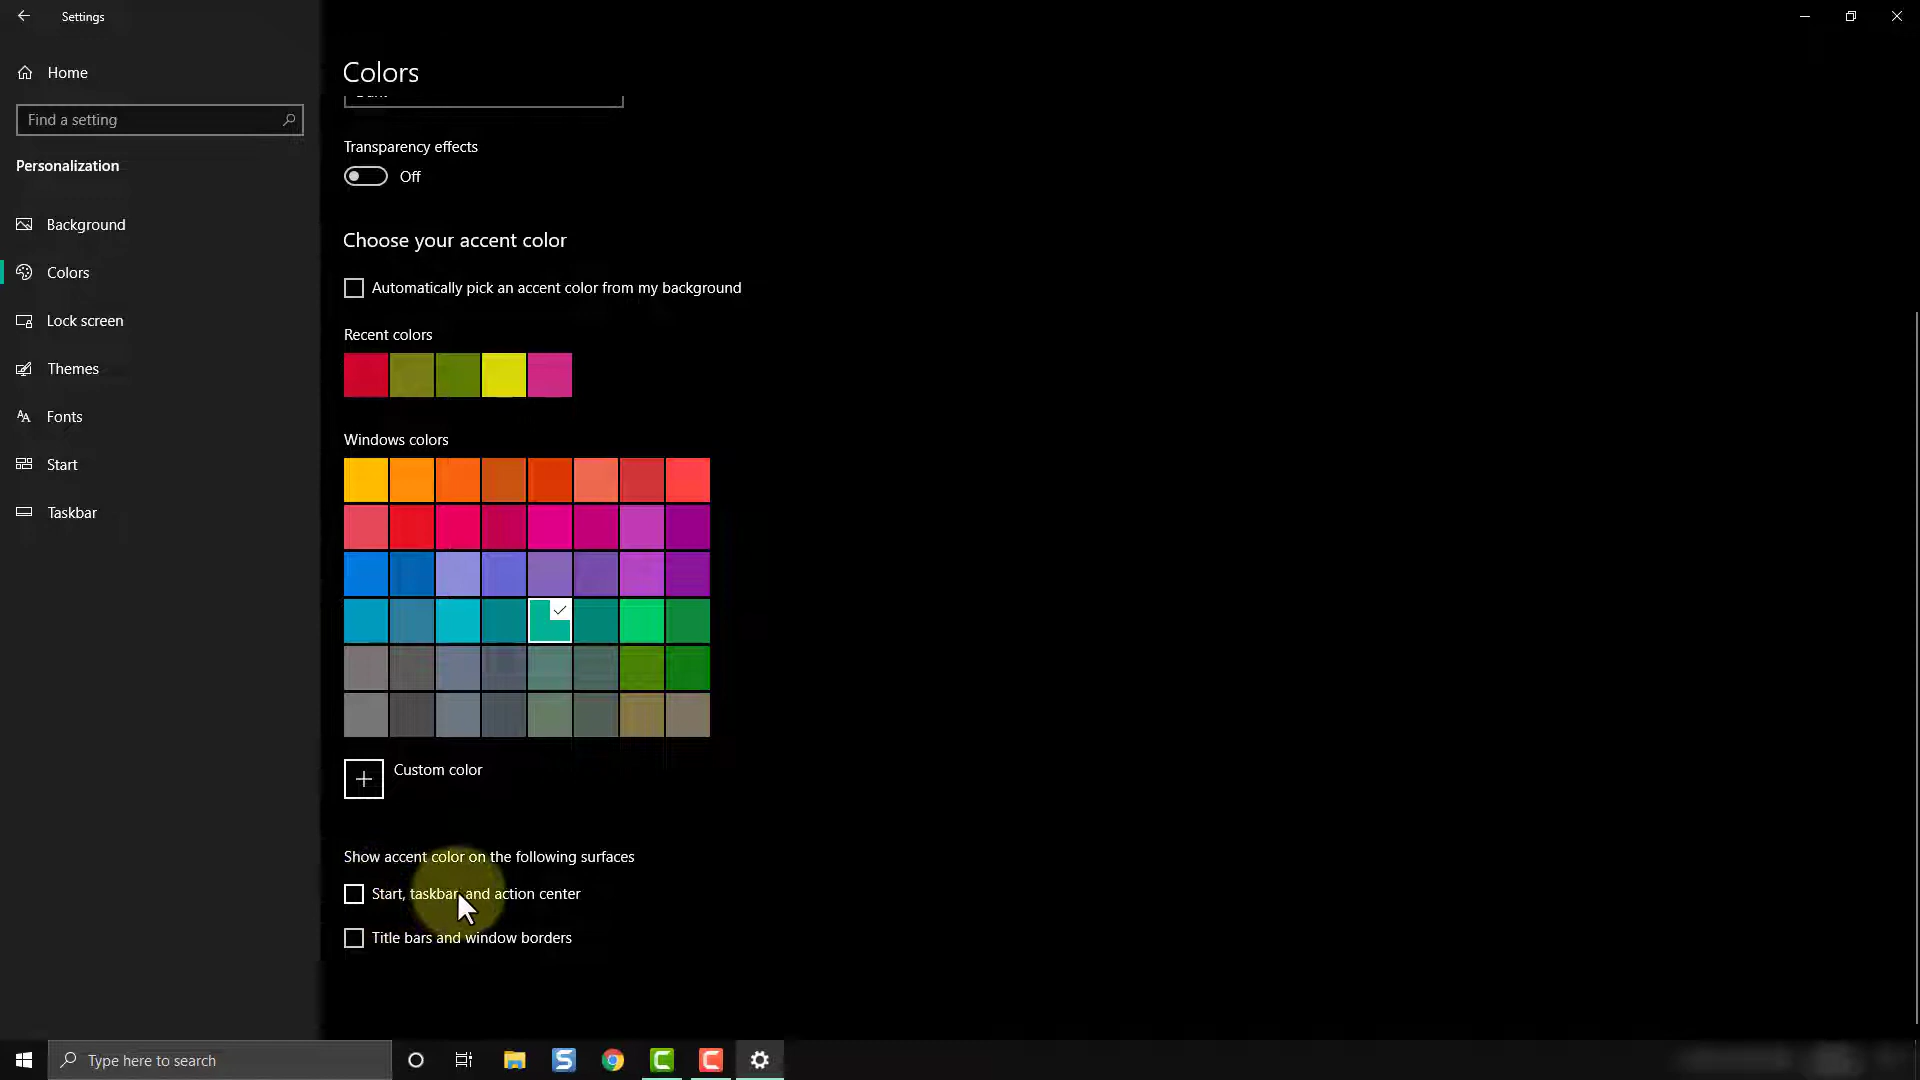 Settings
Home
Find a setting
Personalization
Background
Colors
Lock screen
Themes
Fonts
Start
Taskbar
Colors
Transparency effects
Off
Choose your accent color
Automatically pick an accent color from my background
Recent colors
Windows colors
Custom color
Show accent color on the following surfaces
Start, taskbar, and action center
Title bars and window borders
Type here to search